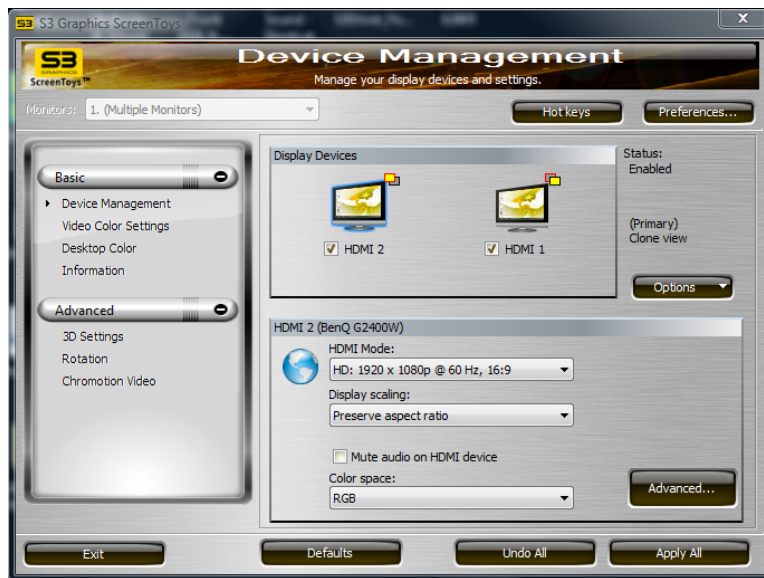 S3 S3 Graphics ScreenToys
X
S3
GRAPHICS
ScreenToys™
Device Management
Manage your display devices and settings.
Monitors: 1. (Multiple Monitors)
Hot keys
Preferences...
Basic
Device Management
Video Color Settings
Desktop Color
Information
Advanced
3D Settings
Rotation
Chromotion Video
Display Devices
HDMI 2
HDMI 1
Status:
Enabled
(Primary)
Clone view
Options
HDMI 2 (BenQ G2400W)
HDMI Mode:
HD: 1920 x 1080p @ 60 Hz, 16:9
Display scaling:
Preserve aspect ratio
Mute audio on HDMI device
Color space:
RGB
Advanced...
Exit
Defaults
Undo All
Apply All